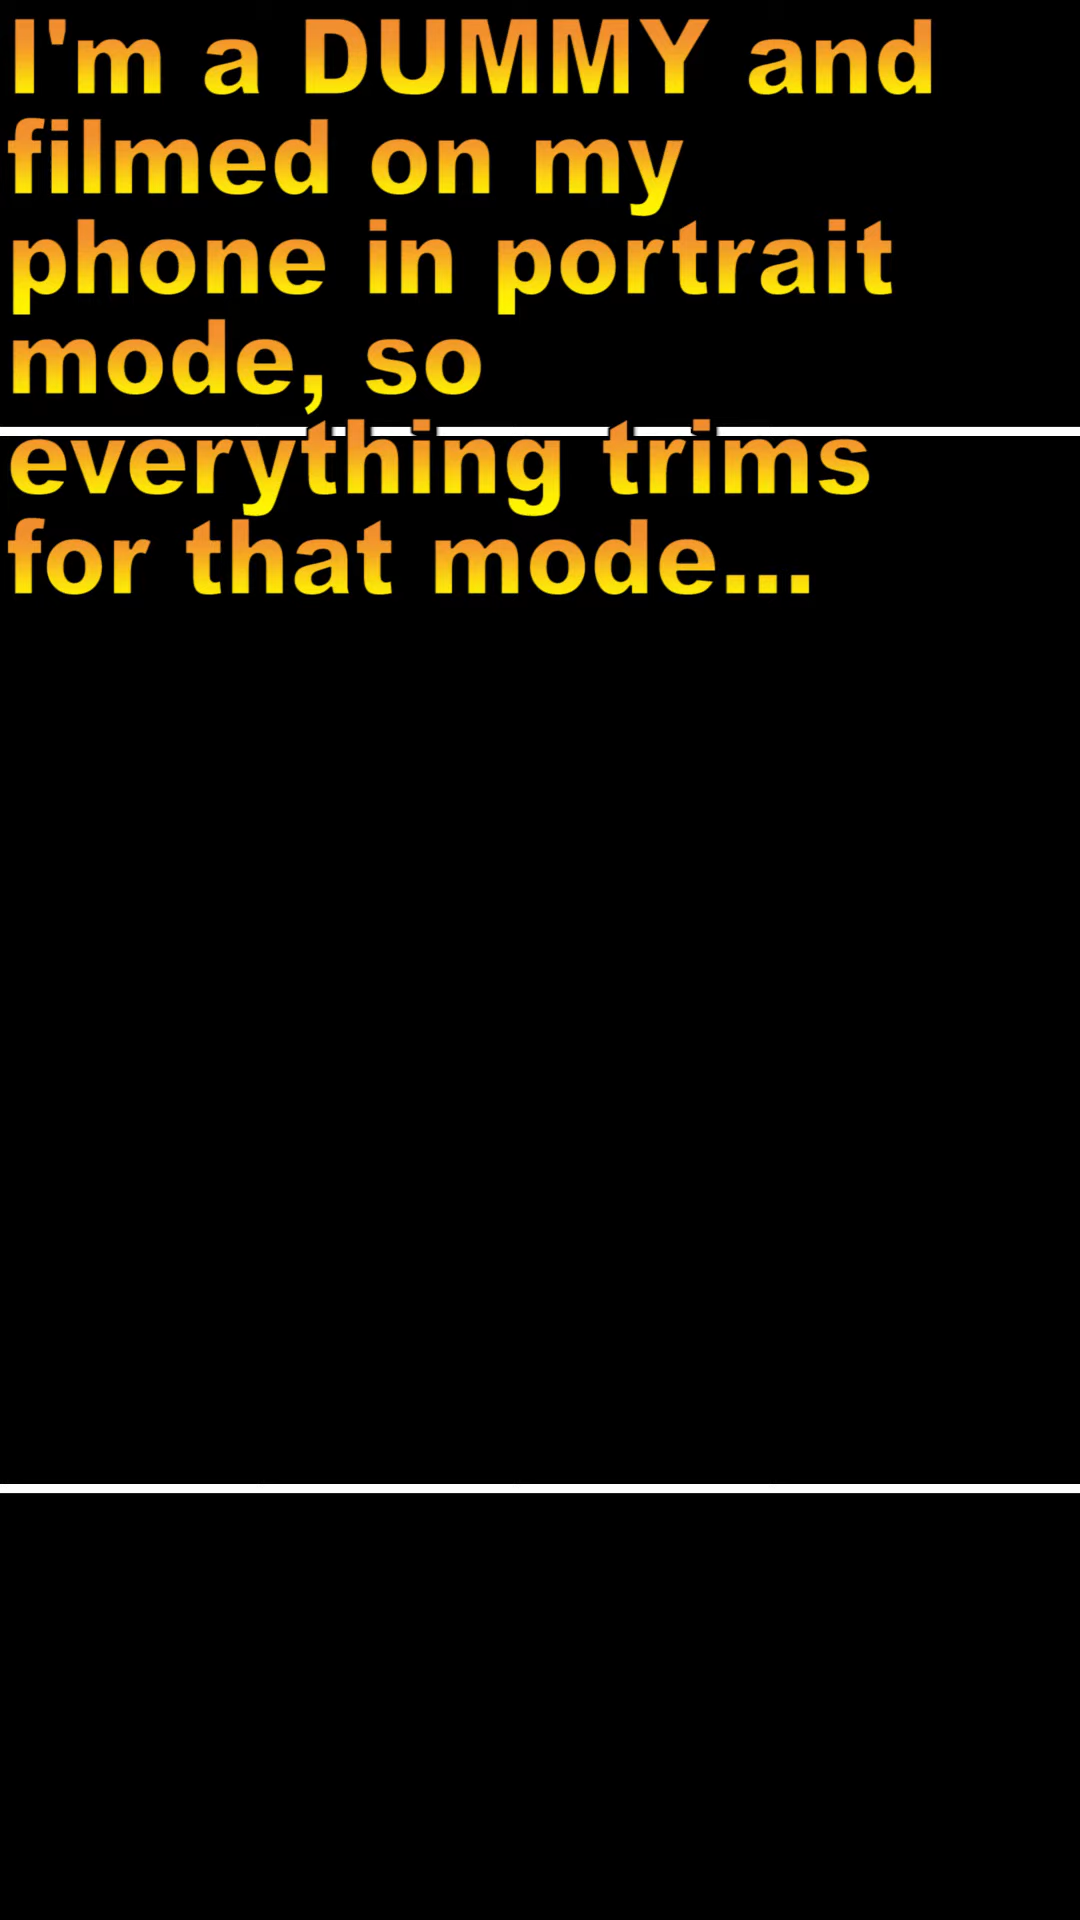 I'm a DUMMY and
filmed on my
phone in portrait
mode, so
everything trims
for that mode...